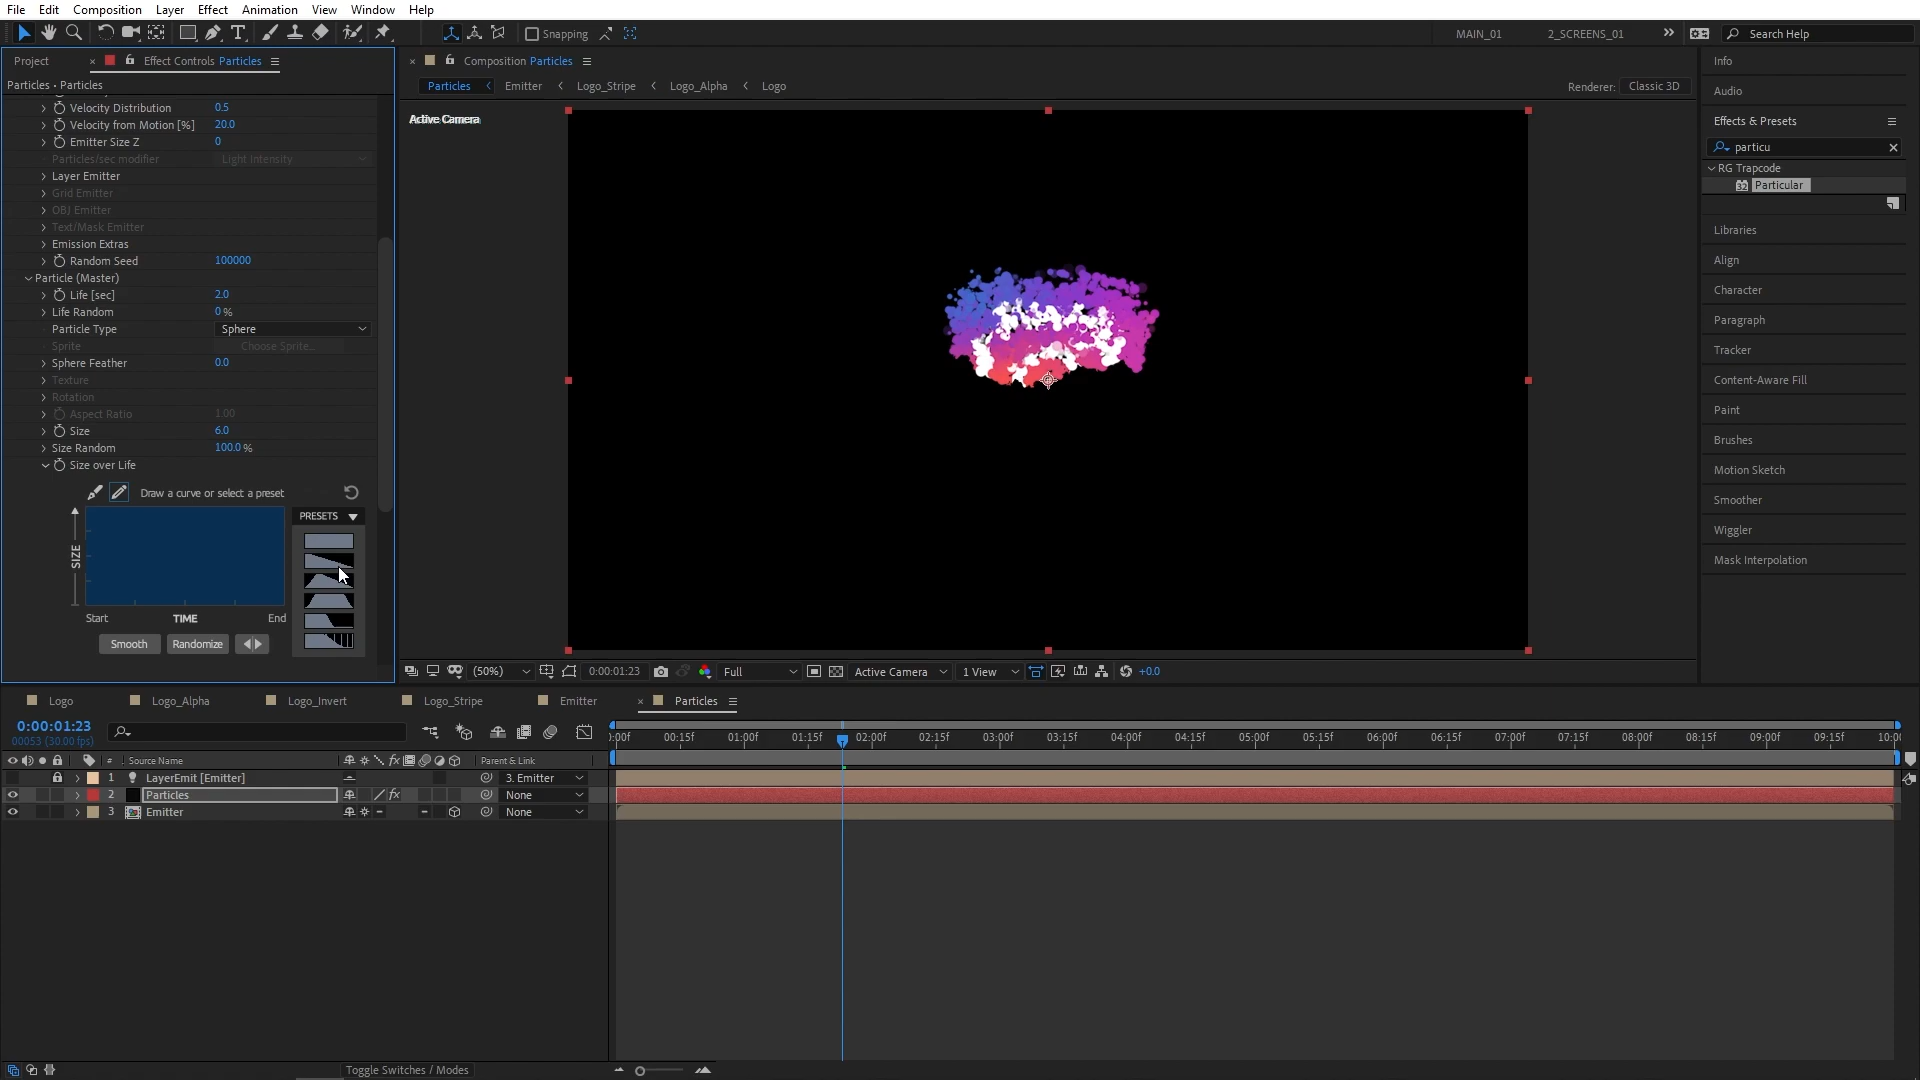 File Edit Composition Layer Effect Animation View Window Help
Snapping
MAIN_01 2_SCREENS_01 » Search Help
Project × Effect Controls Particles
Particles • Particles
Velocity Distribution 0.5
Velocity from Motion [%] 20.0
Emitter Size Z 0
Particles/sec modifier Light Intensity
Layer Emitter
Grid Emitter
OBJ Emitter
Text/Mask Emitter
Emission Extras
Random Seed 100000
Particle (Master)
Life [sec] 2.0
Life Random 0 %
Particle Type Sphere
Sprite Choose Sprite...
Sphere Feather 0.0
Texture
Rotation
Aspect Ratio 1.00
Size 6.0
Size Random 100.0 %
Size over Life
Draw a curve or select a preset
PRESETS
SIZE
Start TIME End
Smooth Randomize
× Composition Particles
Particles Emitter Logo_Stripe Logo_Alpha Logo
Renderer: Classic 3D
Active Camera
(50%) 0:00:01:23 Full Active Camera 1 View +0.0
Info
Audio
Effects & Presets
particu ×
RG Trapcode
32 Particular
Libraries
Align
Character
Paragraph
Tracker
Content-Aware Fill
Paint
Brushes
Motion Sketch
Smoother
Wiggler
Mask Interpolation
Logo Logo_Alpha Logo_Invert Logo_Stripe Emitter × Particles
0:00:01:23
00053 (30.00 fps)
):00f 00:15f 01:00f 01:15f 02:00f 02:15f 03:00f 03:15f 04:00f 04:15f 05:00f 05:15f 06:00f 06:15f 07:00f 07:15f 08:00f 08:15f 09:00f 09:15f 10:0(
# Source Name fx Parent & Link
1 LayerEmit [Emitter] 3. Emitter
2 Particles fx None
3 Emitter None
Toggle Switches / Modes